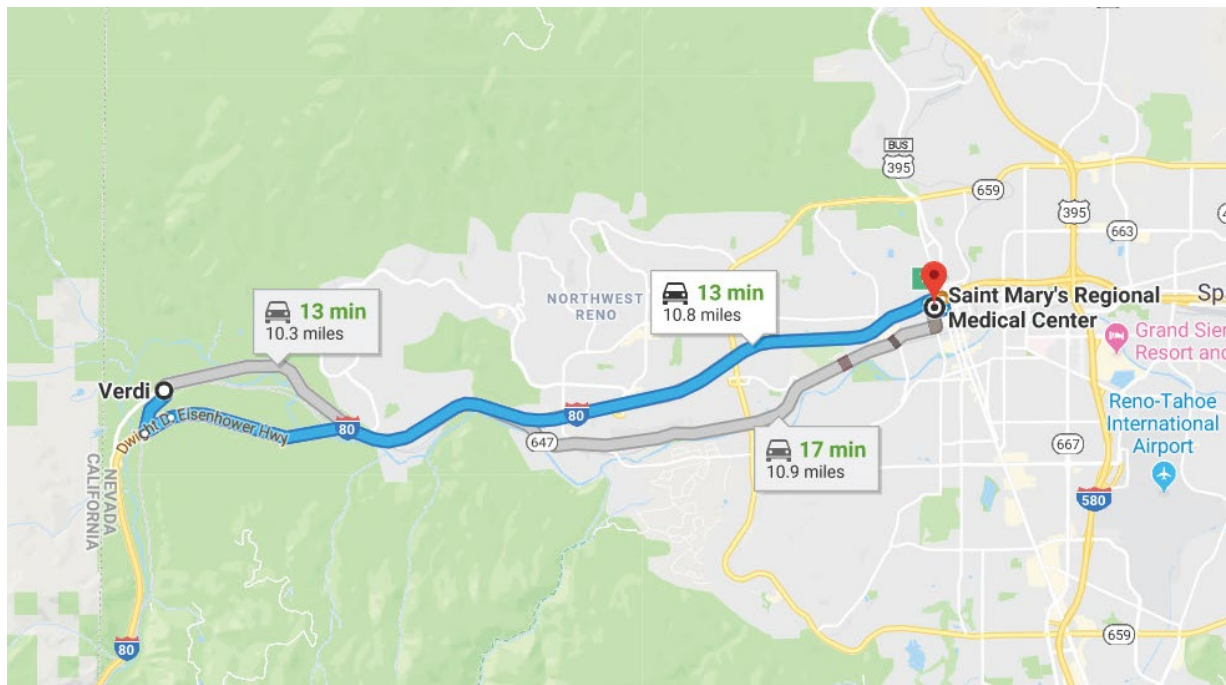 BUS
395
659
395
663
13 min
10.3 miles
NORTHWEST
RENO
13 min
10.8 miles
Saint Mary's Regional
Medical Center
Sp
Grand Sier
Resort and
Verdi
Dwight D. Eisenhower Hwy
80
80
647
17 min
10.9 miles
667
Reno-Tahoe
International
Airport
580
NEVADA
CALIFORNIA
80
659